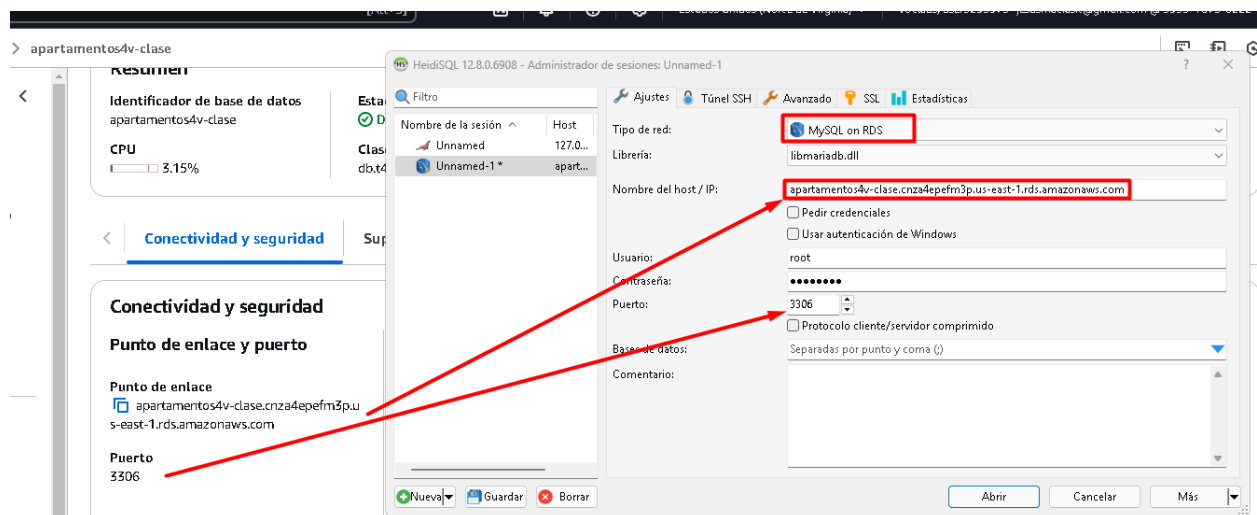 apartamentos4v-clase
Resumen
Identificador de base de datos
apartamentos4v-clase
CPU
3.15%
Conectividad y seguridad
Conectividad y seguridad
Punto de enlace y puerto
Punto de enlace
apartamentos4v-clase.cnza4epefm3p.u
s-east-1.rds.amazonaws.com
Puerto
3306
HeidiSQL 12.8.0.6908 - Administrador de sesiones: Unnamed-1
Filtro
Nombre de la sesión Host
Unnamed 127.0...
Unnamed-1 * apart...
Nueva Guardar Borrar
Ajustes Túnel SSH Avanzado SSL Estadísticas
Tipo de red: MySQL on RDS
Librería: libmariadb.dll
Nombre del host / IP: apartamentos4v-clase.cnza4epefm3p.us-east-1.rds.amazonaws.com
Pedir credenciales
Usar autenticación de Windows
Usuario: root
Contraseña: ●●●●●●●●
Puerto: 3306
Protocolo cliente/servidor comprimido
Bases de datos: Separadas por punto y coma (;)
Comentario:
Abrir Cancelar Más